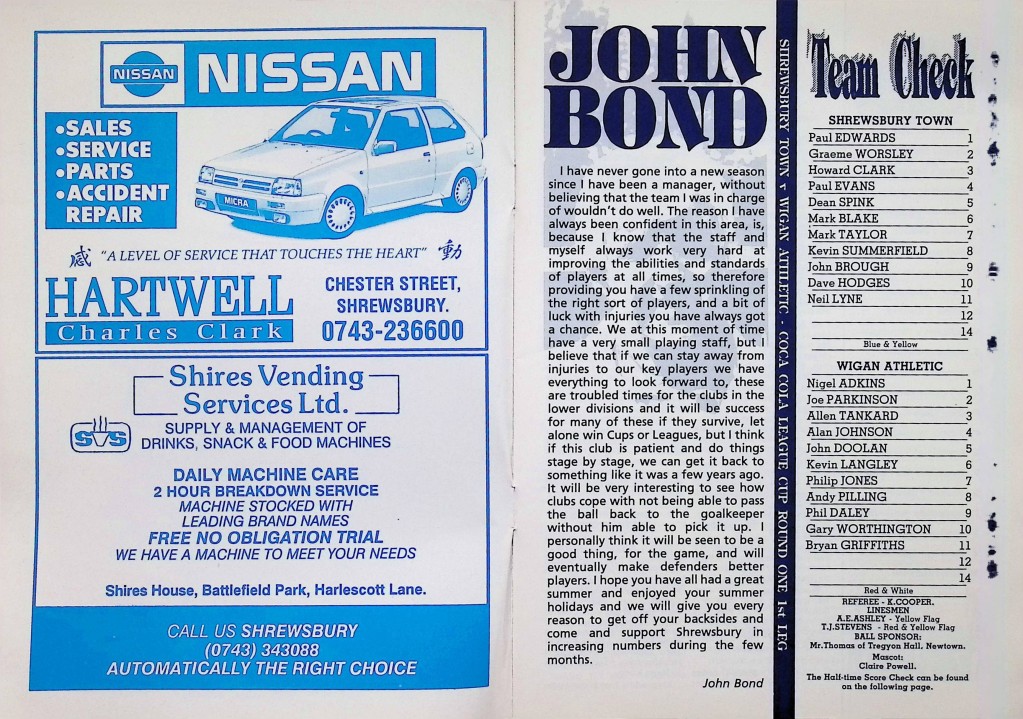 NISSAN
NISSAN
•SALES
•SERVICE
•PARTS
•ACCIDENT
REPAIR
MICRA
感 "A LEVEL OF SERVICE THAT TOUCHES THE HEART" 動
HARTWELL
Charles Clark
CHESTER STREET,
SHREWSBURY.
0743-236600
Shires Vending
Services Ltd.
SVS
SUPPLY & MANAGEMENT OF
DRINKS, SNACK & FOOD MACHINES
DAILY MACHINE CARE
2 HOUR BREAKDOWN SERVICE
MACHINE STOCKED WITH
LEADING BRAND NAMES
FREE NO OBLIGATION TRIAL
WE HAVE A MACHINE TO MEET YOUR NEEDS
Shires House, Battlefield Park, Harlescott Lane.
CALL US SHREWSBURY
(0743) 343088
AUTOMATICALLY THE RIGHT CHOICE
JOHN
BOND
I have never gone into a new season
since I have been a manager, without
believing that the team I was in charge
of wouldn't do well. The reason I have
always been confident in this area, is,
because I know that the staff and
myself always work very hard at
improving the abilities and standards
of players at all times, so therefore
providing you have a few sprinkling of
the right sort of players, and a bit of
luck with injuries you have always got
a chance. We at this moment of time
have a very small playing staff, but I
believe that if we can stay away from
injuries to our key players we have
everything to look forward to, these
are troubled times for the clubs in the
lower divisions and it will be success
for many of these if they survive, let
alone win Cups or Leagues, but I think
if this club is patient and do things
stage by stage, we can get it back to
something like it was a few years ago.
It will be very interesting to see how
clubs cope with not being able to pass
the ball back to the goalkeeper
without him able to pick it up. I
personally think it will be seen to be a
good thing, for the game, and will
eventually make defenders better
players. I hope you have all had a great
summer and enjoyed your summer
holidays and we will give you every
reason to get off your backsides and
come and support Shrewsbury in
increasing numbers during the few
months.
John Bond
SHREWSBURY TOWN v WIGAN ATHLETIC - COCA COLA LEAGUE CUP ROUND ONE 1st LEG
Team Check
SHREWSBURY TOWN
Paul EDWARDS 1
Graeme WORSLEY 2
Howard CLARK 3
Paul EVANS 4
Dean SPINK 5
Mark BLAKE 6
Mark TAYLOR 7
Kevin SUMMERFIELD 8
John BROUGH 9
Dave HODGES 10
Neil LYNE 11
12
14
Blue & Yellow
WIGAN ATHLETIC
Nigel ADKINS 1
Joe PARKINSON 2
Allen TANKARD 3
Alan JOHNSON 4
John DOOLAN 5
Kevin LANGLEY 6
Philip JONES 7
Andy PILLING 8
Phil DALEY 9
Gary WORTHINGTON 10
Bryan GRIFFITHS 11
12
14
Red & White
REFEREE - K.COOPER.
LINESMEN
A.E.ASHLEY - Yellow Flag
T.J.STEVENS - Red & Yellow Flag
BALL SPONSOR:
Mr.Thomas of Tregyon Hall. Newtown.
Mascot:
Claire Powell.
The Half-time Score Check can be found
on the following page.